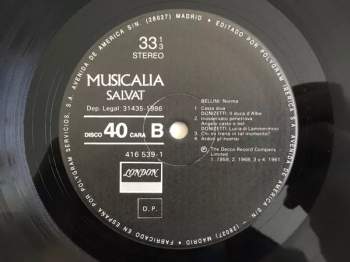 S.A. AVENIDA DE AMERICA S/N. (28027) MADRID • EDITADO POR POLYGRAM IBERICA S.A. AVENIDA DE AMERICA S/N - (28027) MADRID • FABRICADO EN ESPAÑA POR POLYGRAM SERVICIOS,
33 1/3
STEREO
MUSICALIA
SALVAT
Dep. Legal: 31435-1986
DISCO 40 CARA B
416 539-1
LONDON
D.P.
BELLINI: Norma
1 Casta diva
DONIZETTI: Il duca d'Alba
2 Inosservato, penetrava
Angelo casto e bel
DONIZETTI: Lucia di Lammermoor
3 Chi mi frena in tal momento?
4 Ardon gl'incensi
℗ The Decca Record Company
Limited
1. 1958, 2. 1968, 3 y 4. 1961.